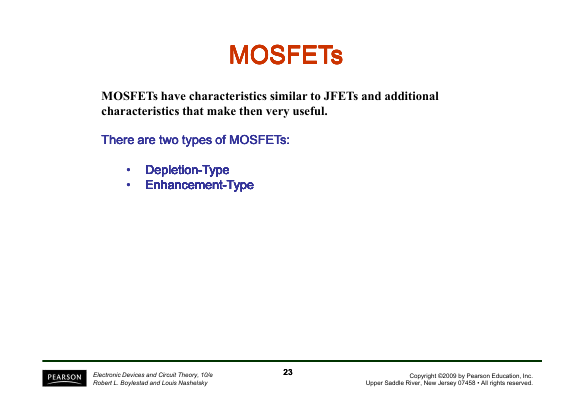 MOSFETs
MOSFETs have characteristics similar to JFETs and additional
characteristics that make then very useful.
There are two types of MOSFETs:
• Depletion-Type
• Enhancement-Type
PEARSON
Electronic Devices and Circuit Theory, 10/e
Robert L. Boylestad and Louis Nashelsky
23
Copyright ©2009 by Pearson Education, Inc.
Upper Saddle River, New Jersey 07458 • All rights reserved.